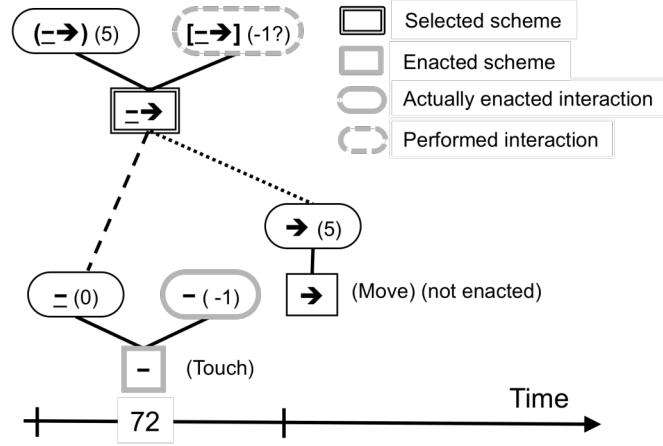 (–➔) (5)
[–➔] (-1?)
Selected scheme
Enacted scheme
Actually enacted interaction
Performed interaction
–➔
➔ (5)
– (0)
– ( -1)
➔
(Move) (not enacted)
–
(Touch)
Time
72